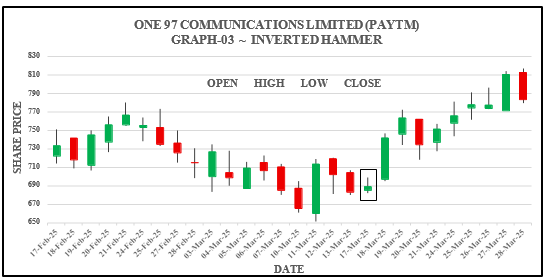 ONE 97 COMMUNICATIONS LIMITED (PAYTM)
GRAPH-03 ~ INVERTED HAMMER
OPEN HIGH LOW CLOSE
SHARE PRICE
830
810
790
770
750
730
710
690
670
650
17-Feb-25
18-Feb-25
19-Feb-25
20-Feb-25
21-Feb-25
24-Feb-25
25-Feb-25
27-Feb-25
28-Feb-25
03-Mar-25
04-Mar-25
05-Mar-25
06-Mar-25
07-Mar-25
10-Mar-25
11-Mar-25
12-Mar-25
13-Mar-25
17-Mar-25
18-Mar-25
19-Mar-25
20-Mar-25
21-Mar-25
24-Mar-25
25-Mar-25
26-Mar-25
27-Mar-25
28-Mar-25
DATE